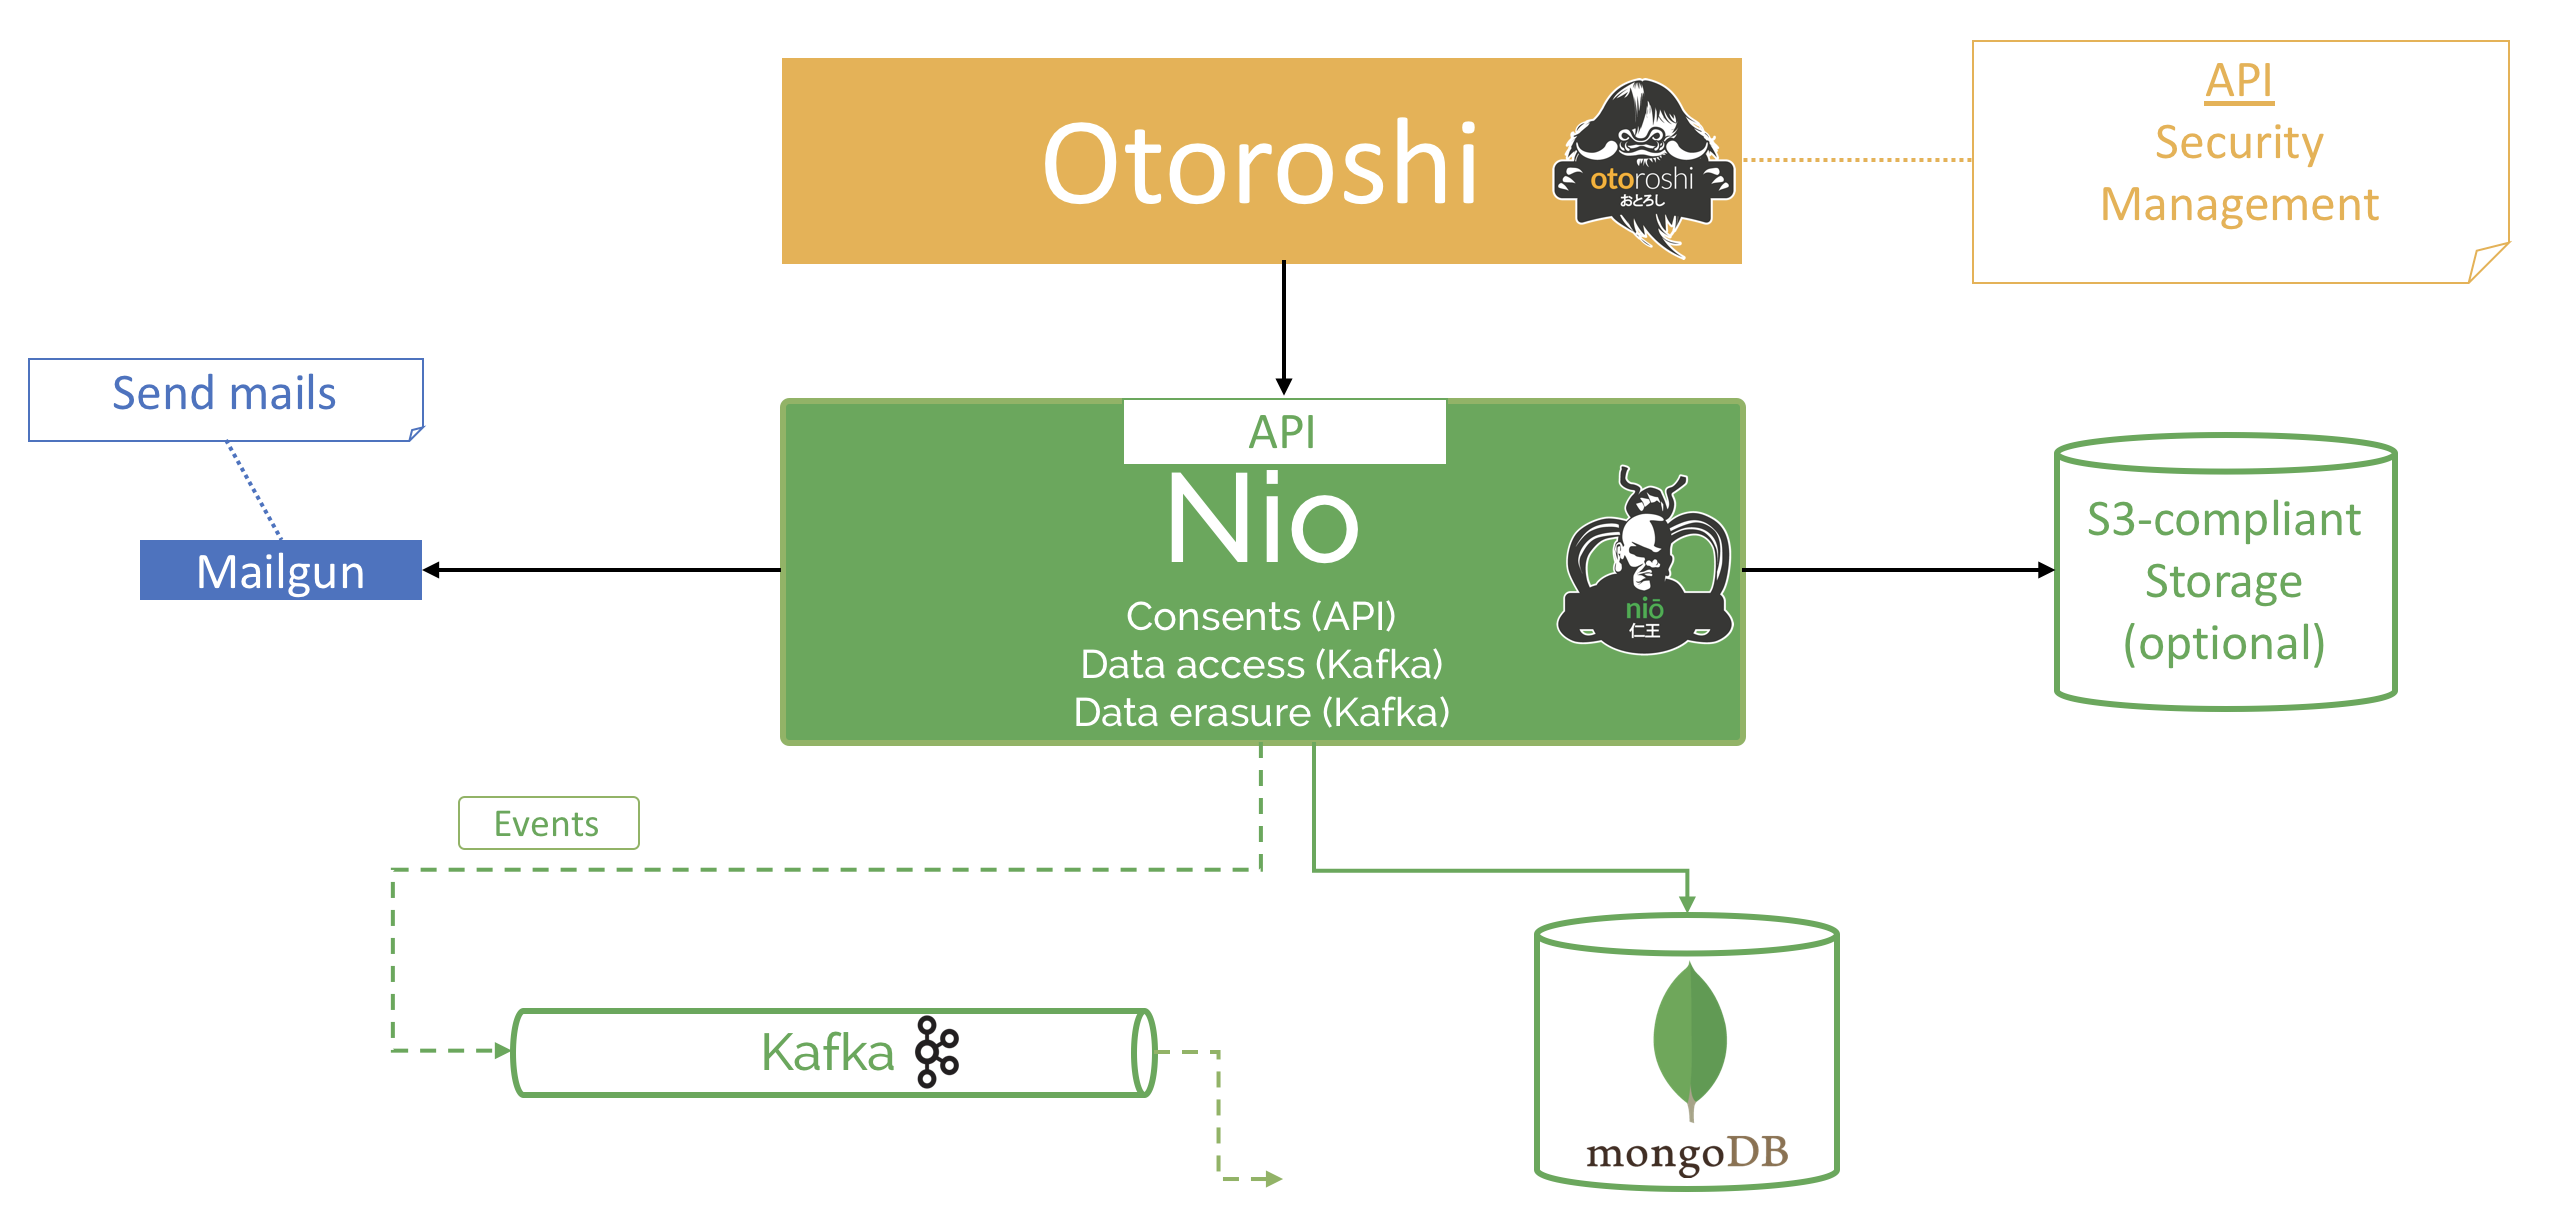 Otoroshi
otoroshi
おとろし
API
Security
Management
Send mails
Mailgun
API
Nio
Consents (API)
Data access (Kafka)
Data erasure (Kafka)
niō
仁王
S3-compliant
Storage
(optional)
Events
Kafka
mongoDB